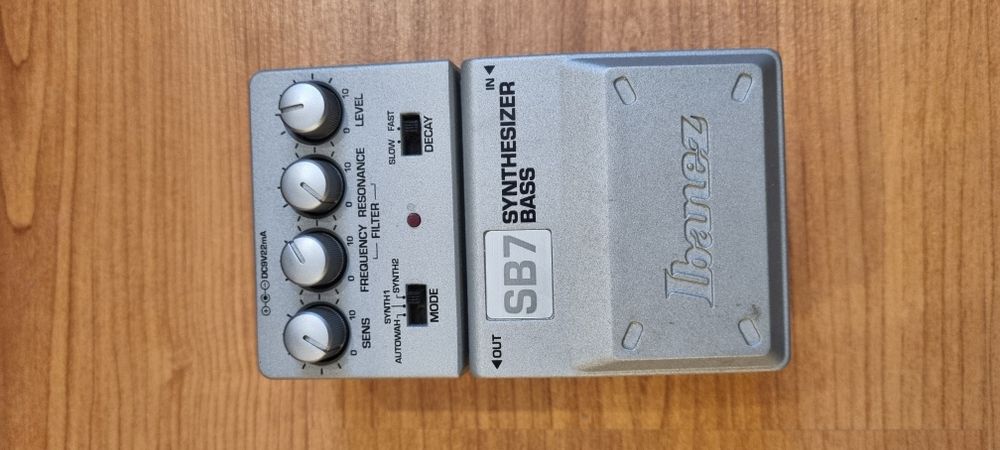 ⊕-●-⊖ DC9V22mA
0 10 0 10 0 10 0 10
SENS FREQUENCY RESONANCE LEVEL
FILTER
SYNTH1
AUTOWAH SYNTH2
MODE
SLOW FAST
DECAY
◀OUT
IN◀
SB7
SYNTHESIZER
BASS
Ibanez